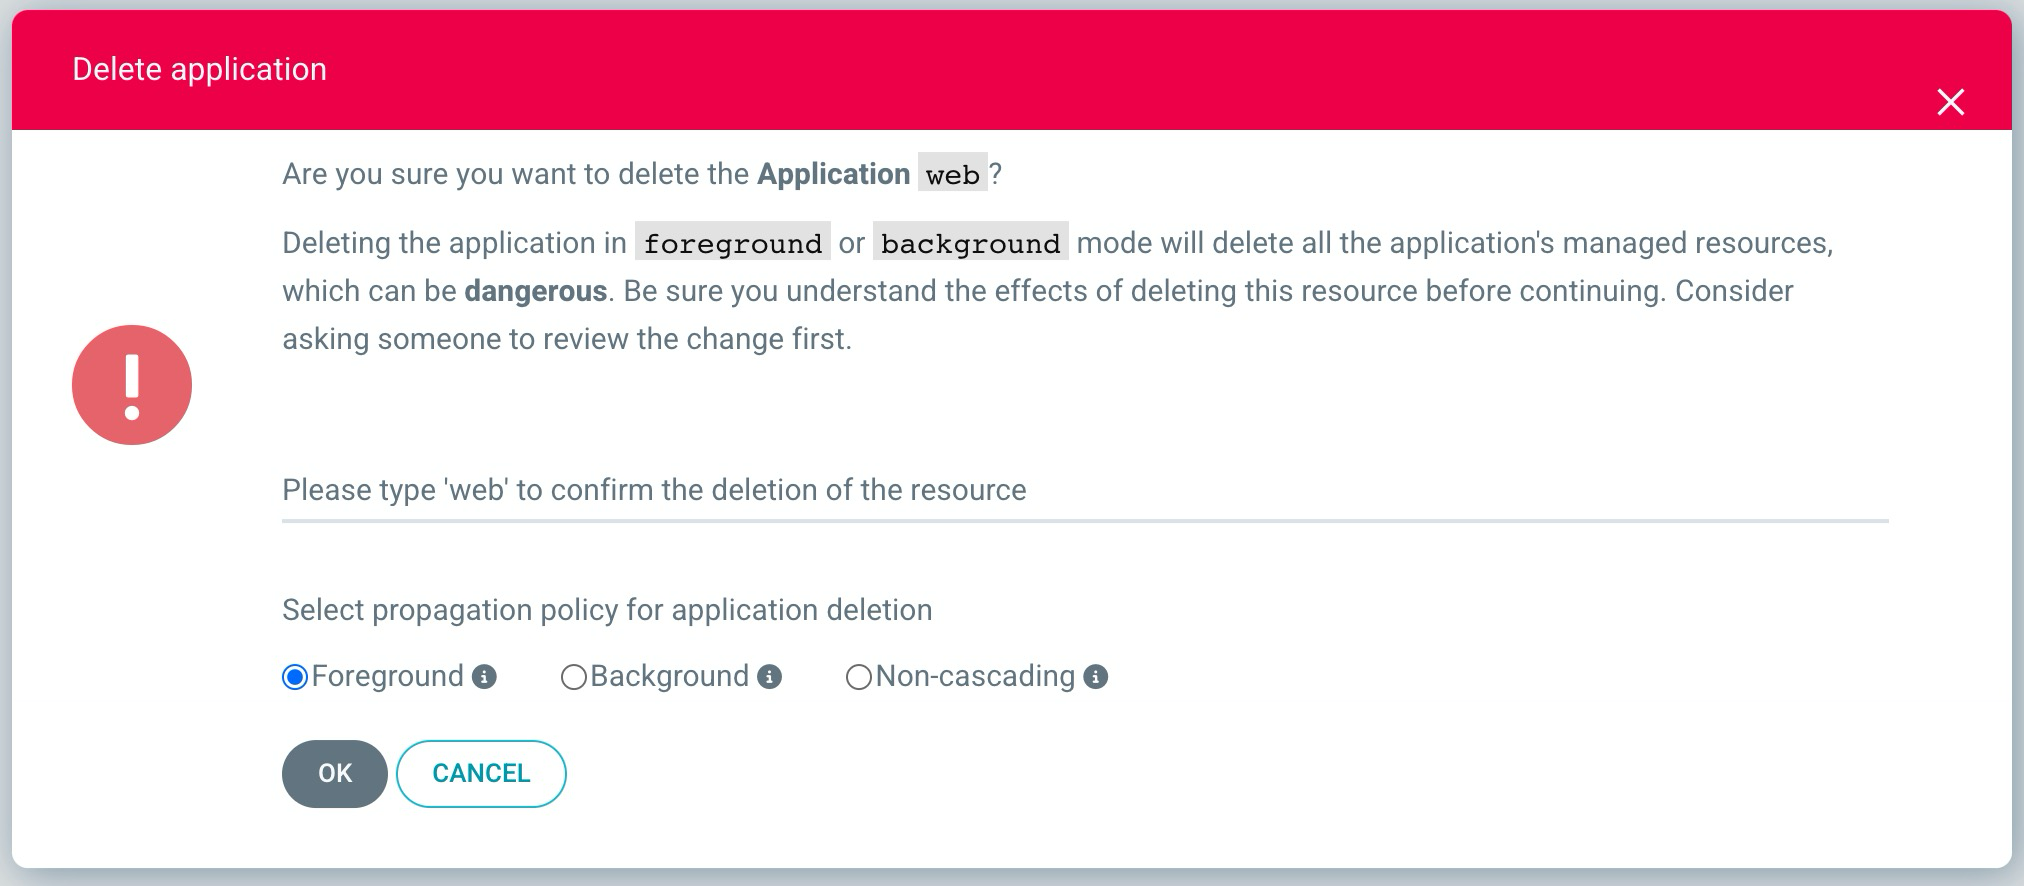 Delete application
Are you sure you want to delete the Application web?
Deleting the application in foreground or background mode will delete all the application's managed resources,
which can be dangerous. Be sure you understand the effects of deleting this resource before continuing. Consider
asking someone to review the change first.
Please type 'web' to confirm the deletion of the resource
Select propagation policy for application deletion
Foreground Background Non-cascading
OK CANCEL